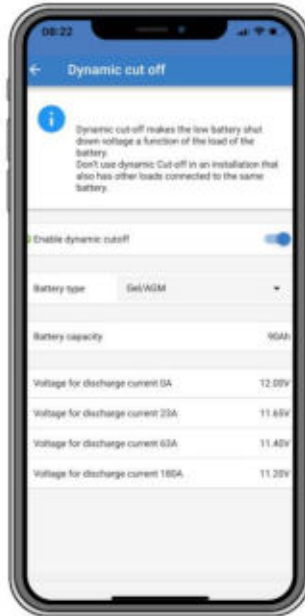 08:22
Dynamic cut off
Dynamic cut-off makes the low battery shut
down voltage a function of the load of the
battery.
Don't use dynamic Cut-off in an installation that
also has other loads connected to the same
battery.
Enable dynamic cutoff
Battery type Gel/AGM
Battery capacity 90Ah
Voltage for discharge current 0A 12.00V
Voltage for discharge current 23A 11.65V
Voltage for discharge current 63A 11.40V
Voltage for discharge current 180A 11.20V